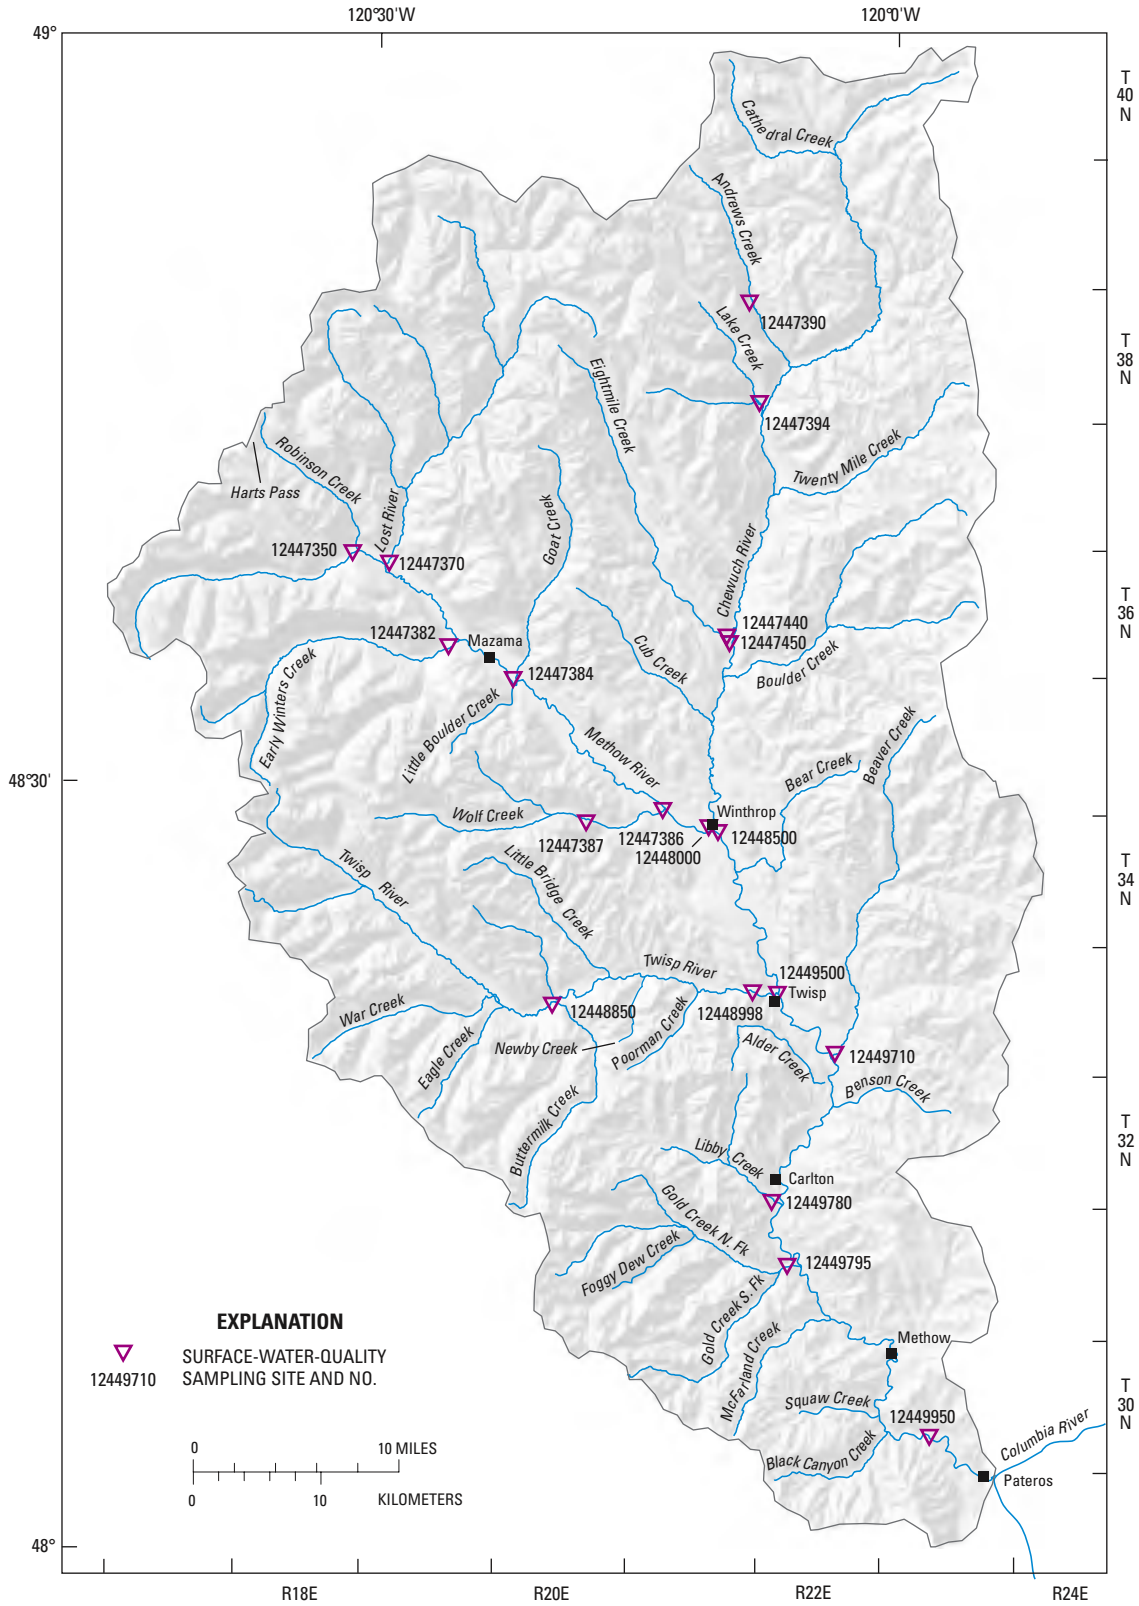 120°30'W
120°0'W
49°
T
40
N
Cathedral Creek
Andrews Creek
12447390
Lake Creek
T
38
N
Eightmile Creek
12447394
Twenty Mile Creek
Robinson Creek
Harts Pass
Lost River
Goat Creek
12447350
12447370
Chewuch River
T
36
N
12447440
12447450
12447382
Mazama
Cub Creek
Boulder Creek
12447384
Early Winters Creek
Little Boulder Creek
Methow River
Beaver Creek
Bear Creek
48°30'
Wolf Creek
Winthrop
12447386
12448500
12447387
12448000
Twisp River
Little Bridge Creek
T
34
N
Twisp River
12449500
Twisp
War Creek
12448850
12448998
Newby Creek
Eagle Creek
Poorman Creek
Alder Creek
12449710
Benson Creek
Buttermilk Creek
T
32
N
Libby Creek
Carlton
12449780
Gold Creek N. Fk
Foggy Dew Creek
12449795
Gold Creek S. Fk
McFarland Creek
Methow
EXPLANATION
SURFACE-WATER-QUALITY
12449710 SAMPLING SITE AND NO.
Squaw Creek
12449950
T
30
N
Columbia River
Black Canyon Creek
Pateros
0 10 MILES
0 10 KILOMETERS
48°
R18E R20E R22E R24E